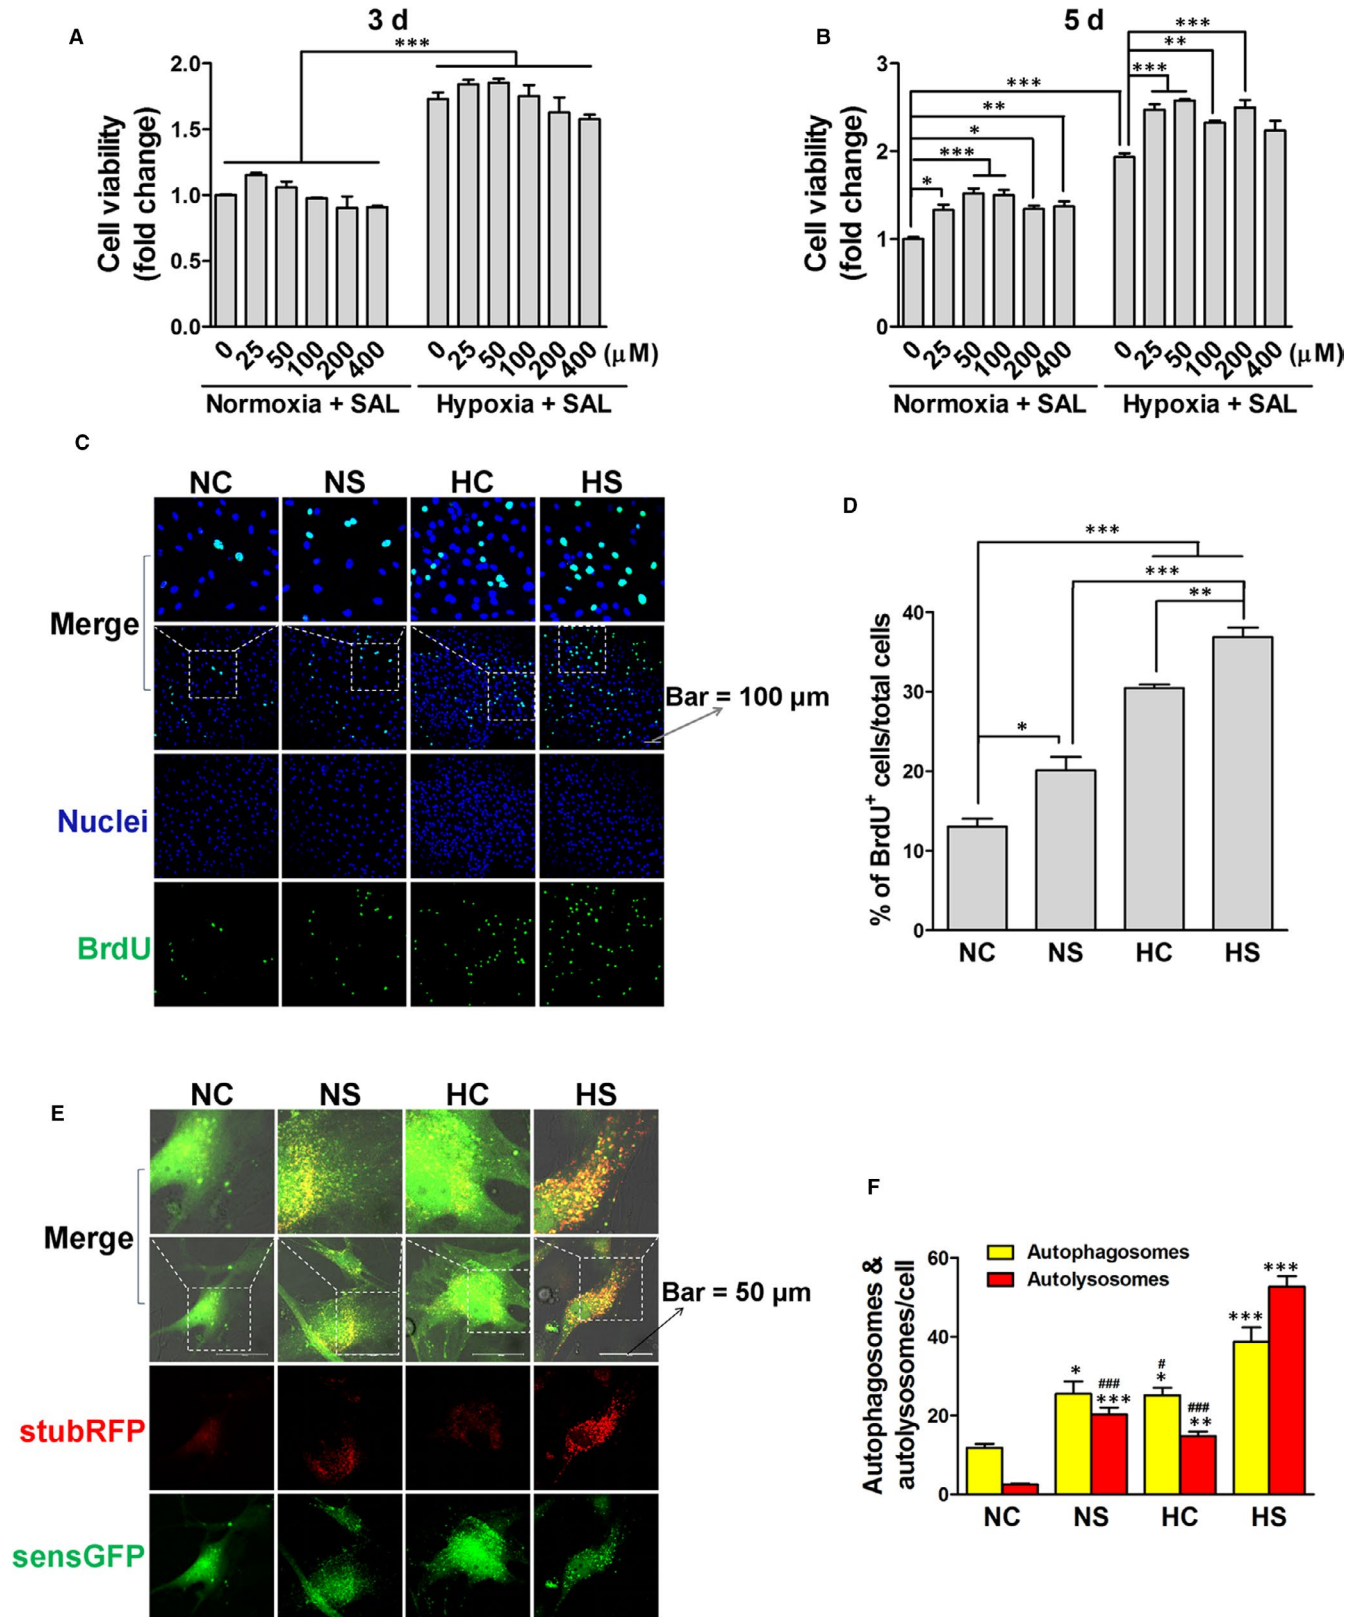 A
3 d
***
Cell viability
(fold change)
2.0
1.5
1.0
0.5
0.0
0 25 50 100 200 400 0 25 50 100 200 400 (μM)
Normoxia + SAL Hypoxia + SAL
B
5 d
***
**
***
***
**
*
***
*
Cell viability
(fold change)
3
2
1
0
0 25 50 100 200 400 0 25 50 100 200 400 (μM)
Normoxia + SAL Hypoxia + SAL
C
NC NS HC HS
Merge
Bar = 100 μm
Nuclei
BrdU
D
***
***
**
*
% of BrdU+ cells/total cells
40
30
20
10
0
NC NS HC HS
E
NC NS HC HS
Merge
Bar = 50 μm
stubRFP
sensGFP
F
Autophagosomes
Autolysosomes
Autophagosomes &
autolysosomes/cell
60
40
20
0
*
###
***
#
*
###
**
***
***
NC NS HC HS